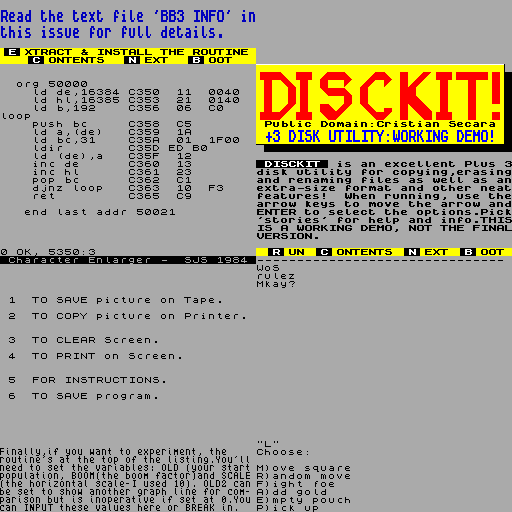 Read the text file 'BB3 INFO' in
this issue for full details.
E XTRACT & INSTALL THE ROUTINE
C ONTENTS N EXT B OOT
org 50000
ld de,16384 C350 11 0040
ld hl,16385 C353 21 0140
ld b,192 C356 06 C0
loop
push bc C358 C5
ld a,(de) C359 1A
ld bc,31 C35A 01 1F00
ldir C35D ED B0
ld (de),a C35F 12
inc de C360 13
inc hl C361 23
pop bc C362 C1
djnz loop C363 10 F3
ret C365 C9
end last addr 50021
0 OK, 5350:3
DISCKIT!
Public Domain:Cristian Secara
+3 DISK UTILITY:WORKING DEMO!
DISCKIT is an excellent Plus 3
disk utility for copying,erasing
and renaming files as well as an
extra-size format and other neat
features! When running, use the
arrow keys to move the arrow and
ENTER to select the options.Pick
'stories' for help and info.THIS
IS A WORKING DEMO, NOT THE FINAL
VERSION.
R UN C ONTENTS N EXT B OOT
Character Enlarger - SJS 1984
1 TO SAVE picture on Tape.
2 TO COPY picture on Printer.
3 TO CLEAR Screen.
4 TO PRINT on Screen.
5 FOR INSTRUCTIONS.
6 TO SAVE program.
Finally,if you want to experiment, the
routine's at the top of the listing.You'll
need to set the variables: OLD (your start
population, BOOM(the boom factor)and SCALE
(the horizontal scale-I used 10). OLD2 can
be set to show another graph line for com-
parison but is inoperative if set at 0.You
can INPUT these values here or BREAK in.
--------------------------------
WoS
rulez
Mkay?
"L"
Choose:
M)ove square
R)andom move
F)ight foe
A)dd gold
E)mpty pouch
P)ick up